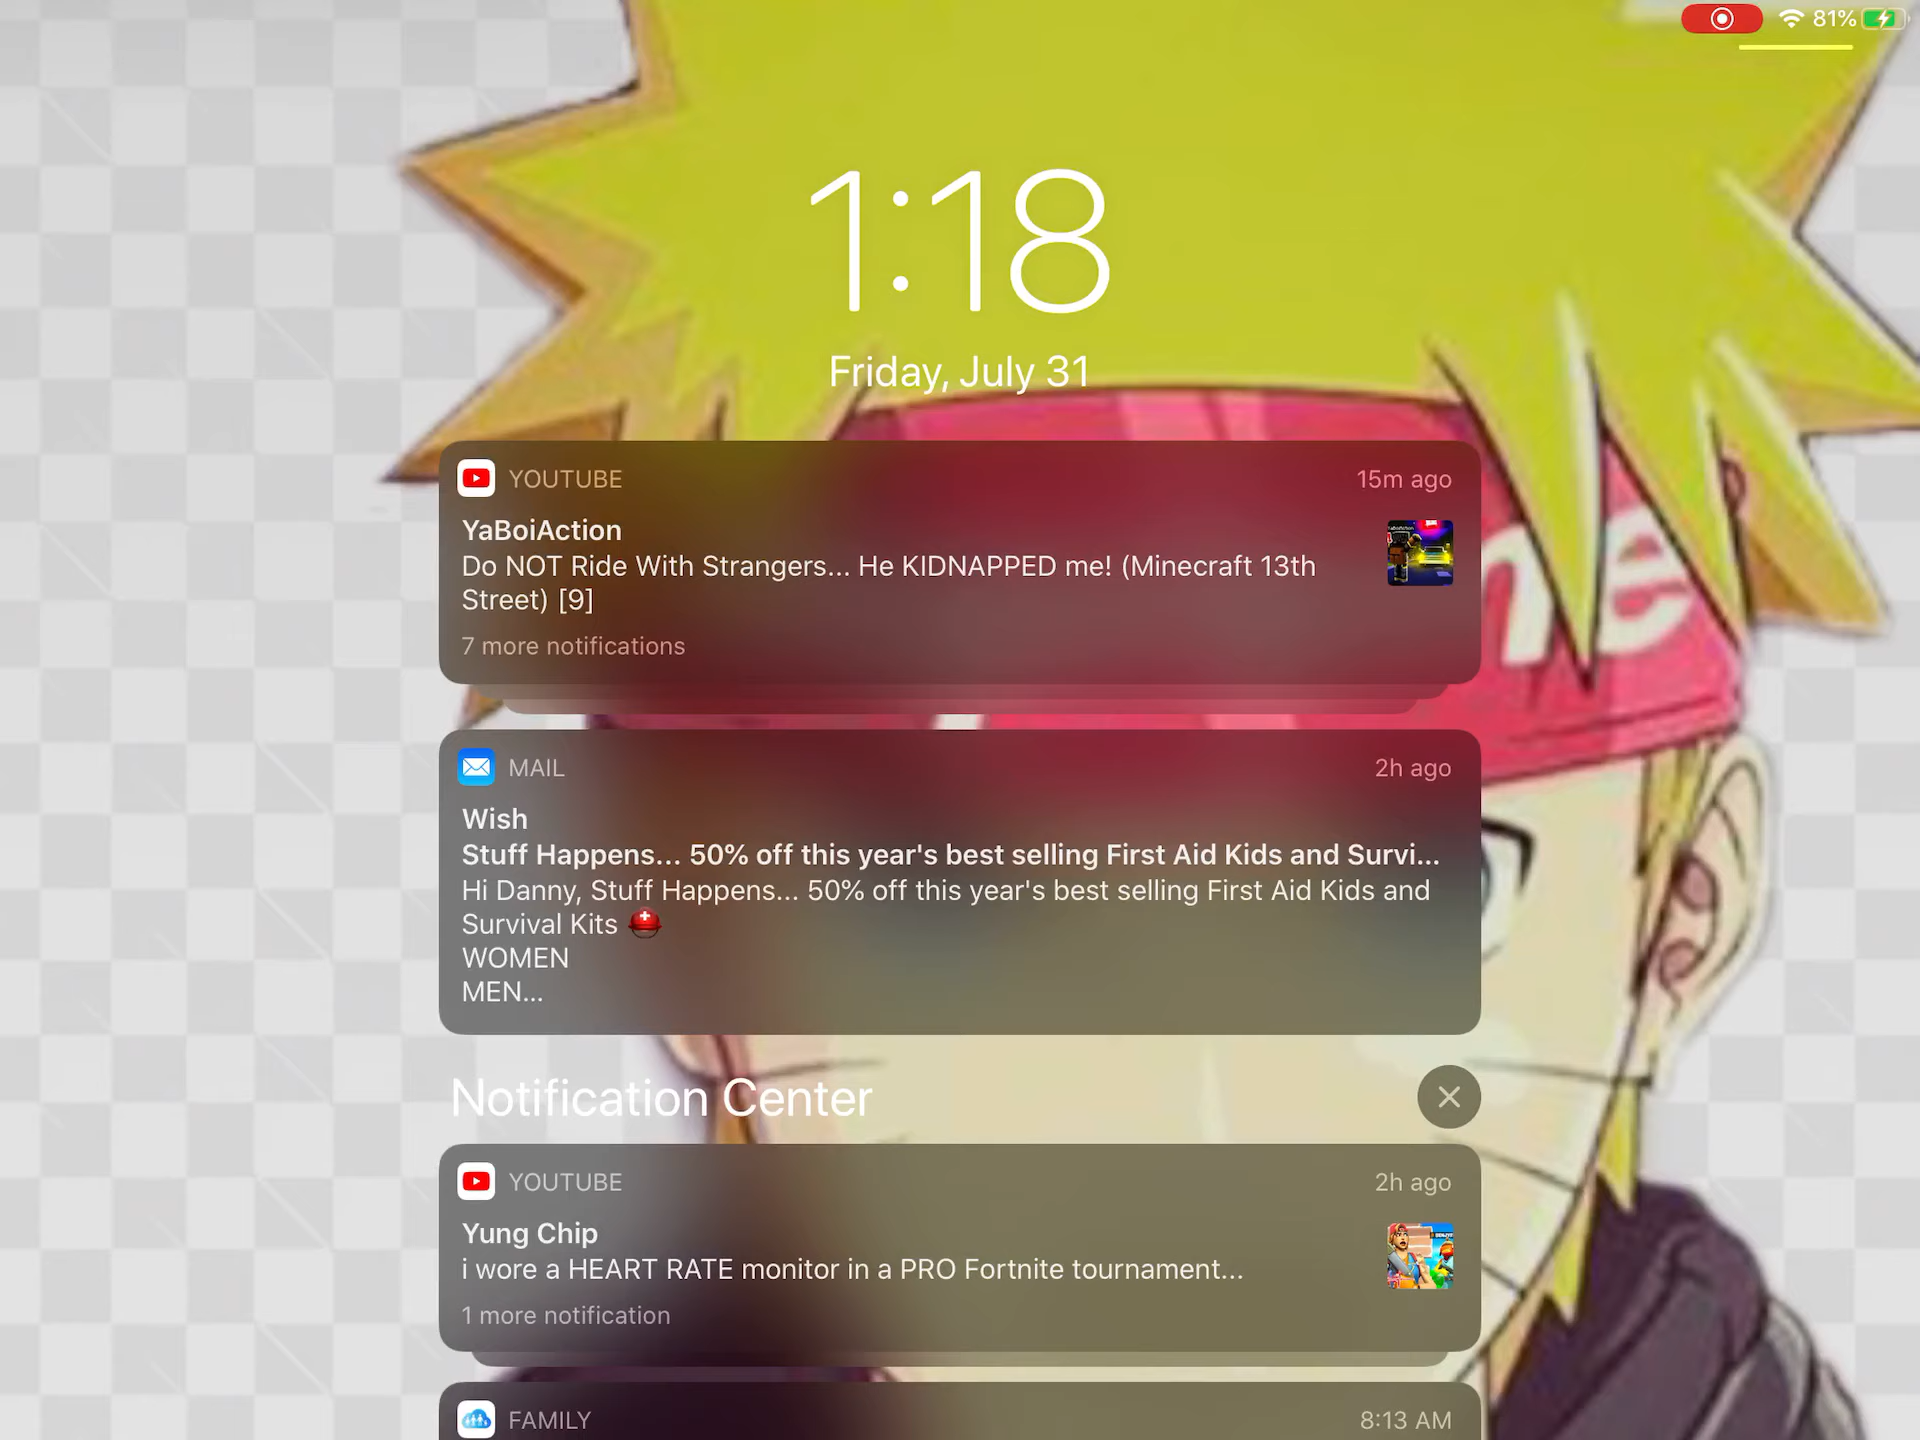 81%
1:18
Friday, July 31
YOUTUBE
15m ago
YaBoiAction
Do NOT Ride With Strangers... He KIDNAPPED me! (Minecraft 13th
Street) [9]
7 more notifications
me
MAIL
2h ago
Wish
Stuff Happens... 50% off this year's best selling First Aid Kids and Survi...
Hi Danny, Stuff Happens... 50% off this year's best selling First Aid Kids and
Survival Kits ⛑
WOMEN
MEN...
Notification Center
YOUTUBE
2h ago
Yung Chip
i wore a HEART RATE monitor in a PRO Fortnite tournament...
1 more notification
FAMILY
8:13 AM